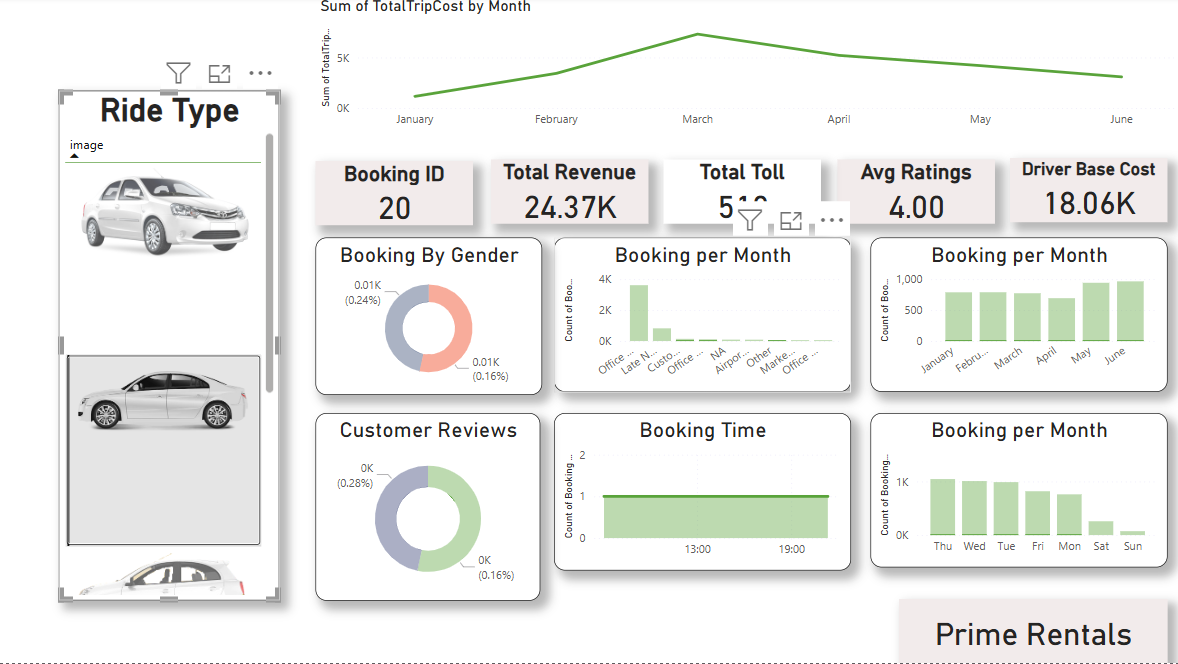 Sum of TotalTripCost by Month
Sum of TotalTrip...
5K
0K
January February March April May June
Ride Type
image
Booking ID
20
Total Revenue
24.37K
Total Toll
Avg Ratings
4.00
Driver Base Cost
18.06K
Booking By Gender
0.01K
(0.24%)
0.01K
(0.16%)
Booking per Month
Count of Boo...
4K
2K
0K
Office ... Late N... Custo... Office ... NA Airpor... Other Marke... Office ...
Booking per Month
Count of Boo...
1,000
500
0
January Febru... March April May June
Customer Reviews
0K
(0.28%)
0K
(0.16%)
Booking Time
Count of Booking ...
2
1
0
13:00 19:00
Booking per Month
Count of Booking...
1K
0K
Thu Wed Tue Fri Mon Sat Sun
Prime Rentals